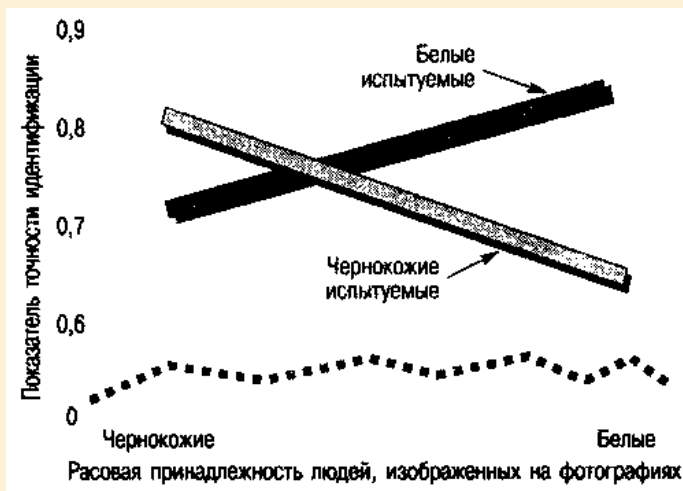 Показатель точности идентификации
0,9
0,8
0,7
0,6
0
Белые
испытуемые
Чернокожие
испытуемые
Чернокожие
Белые
Расовая принадлежность людей, изображенных на фотографиях